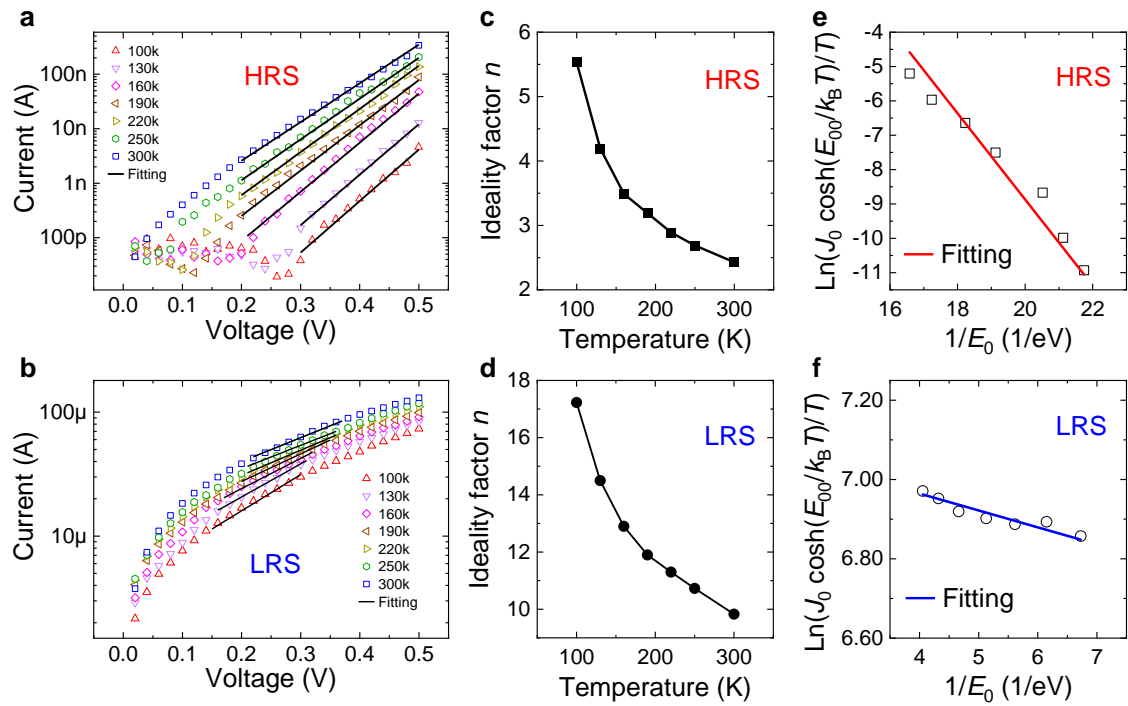 a
Current (A)
100n
10n
1n
100p
HRS
100k
130k
160k
190k
220k
250k
300k
Fitting
0.0 0.1 0.2 0.3 0.4 0.5
Voltage (V)
c
Ideality factor n
6
5
4
3
2
HRS
100 150 200 250 300
Temperature (K)
e
Ln(J0 cosh(E00/kB T)/T)
-4
-5
-6
-7
-8
-9
-10
-11
HRS
Fitting
16 18 20 22
1/E0 (1/eV)
b
Current (A)
100µ
10µ
LRS
100k
130k
160k
190k
220k
250k
300k
Fitting
0.0 0.1 0.2 0.3 0.4 0.5
Voltage (V)
d
Ideality factor n
18
16
14
12
10
LRS
100 150 200 250 300
Temperature (K)
f
Ln(J0 cosh(E00/kB T)/T)
7.20
7.00
6.80
6.60
LRS
Fitting
4 5 6 7
1/E0 (1/eV)